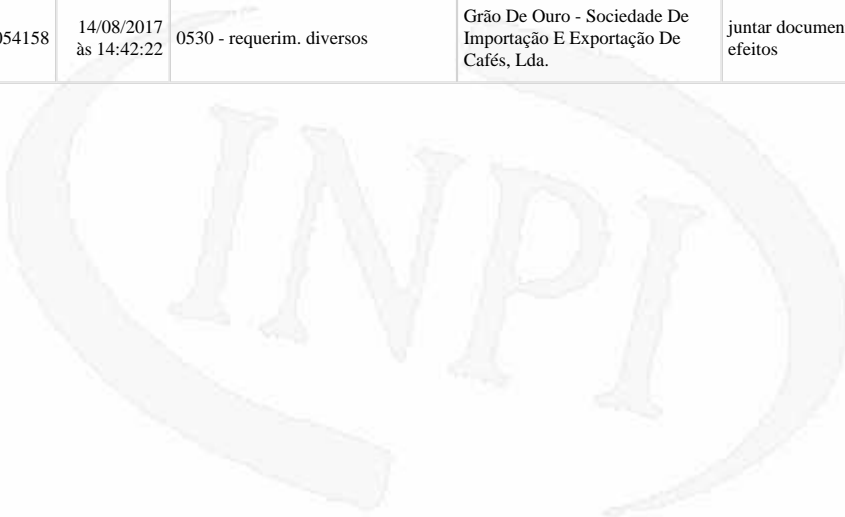 054158
14/08/2017
às 14:42:22
0530 - requerim. diversos
Grão De Ouro - Sociedade De
Importação E Exportação De
Cafés, Lda.
juntar documen
efeitos
INPI